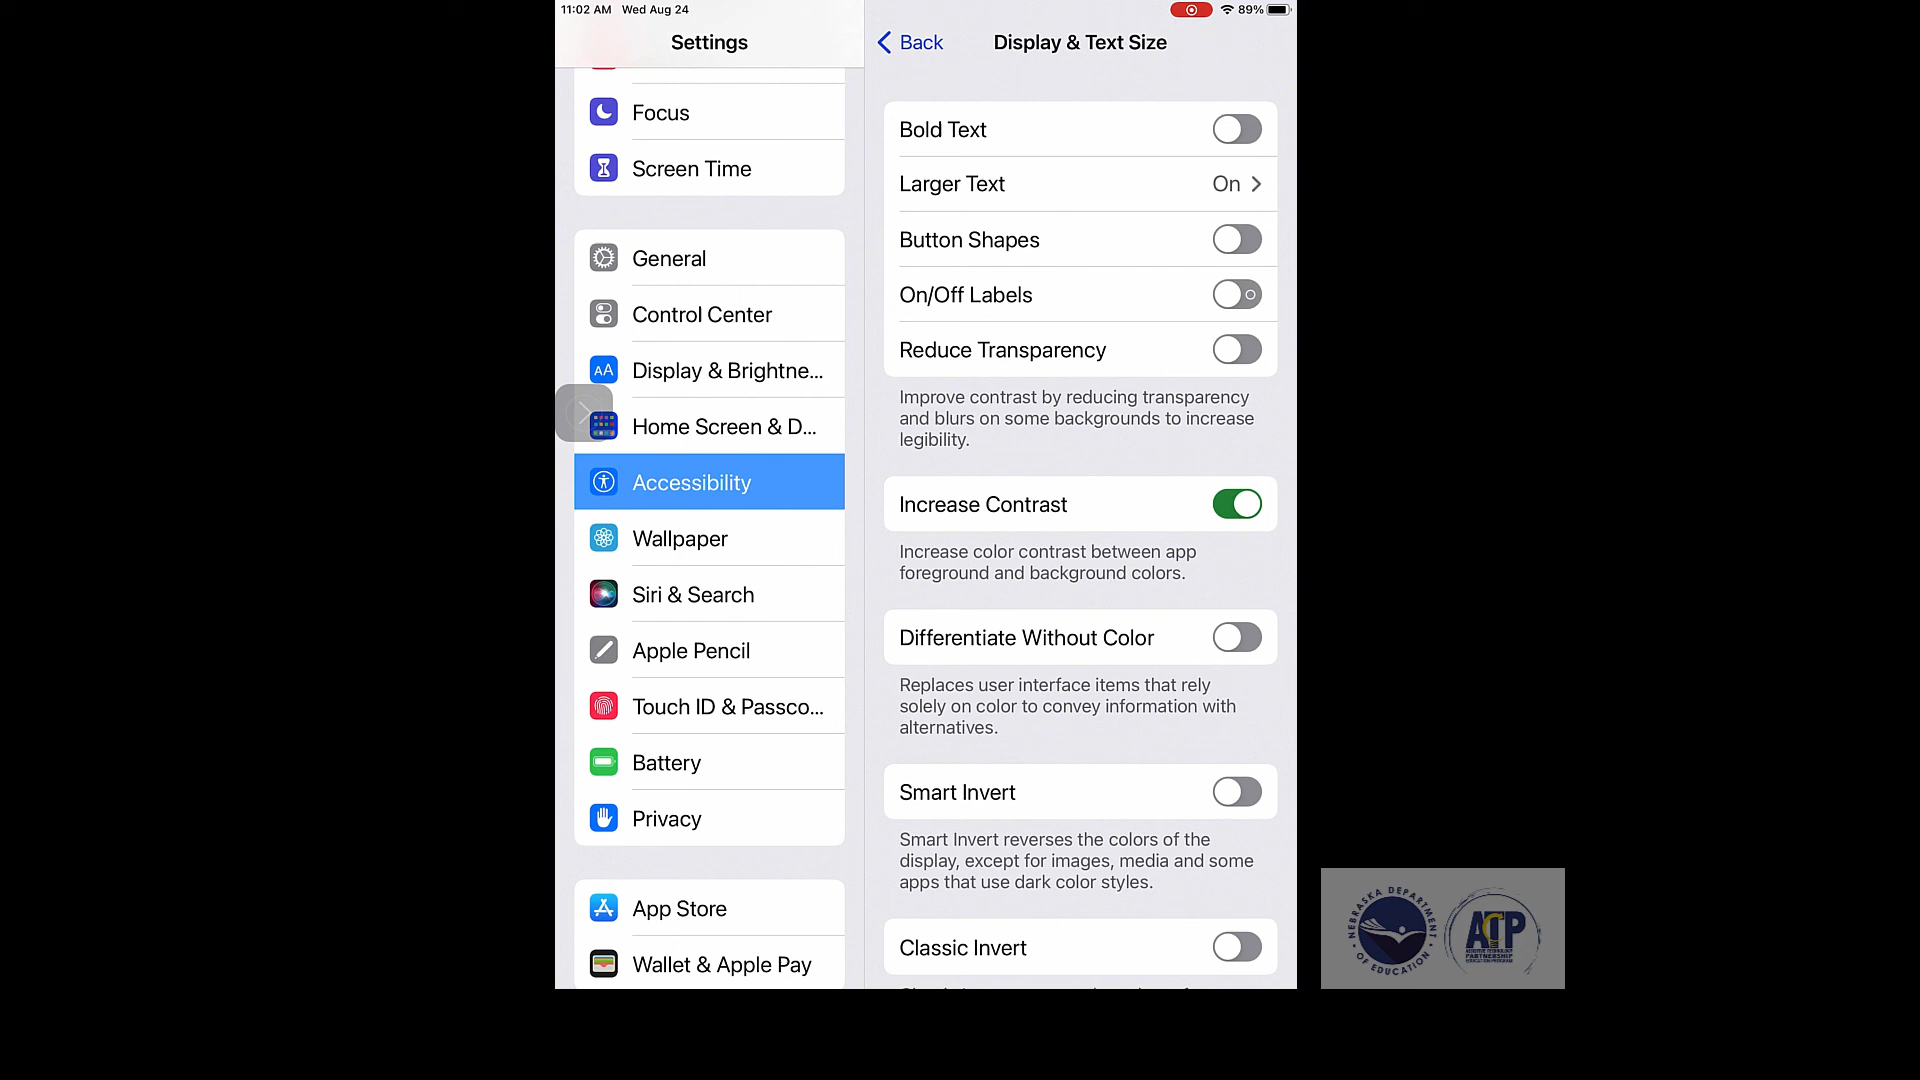 11:02 AM Wed Aug 24
89%
Settings
Focus
Screen Time
General
Control Center
Display & Brightne...
Home Screen & D...
Accessibility
Wallpaper
Siri & Search
Apple Pencil
Touch ID & Passco...
Battery
Privacy
App Store
Wallet & Apple Pay
Back
Display & Text Size
Bold Text
Larger Text On
Button Shapes
On/Off Labels
Reduce Transparency
Improve contrast by reducing transparency
and blurs on some backgrounds to increase
legibility.
Increase Contrast
Increase color contrast between app
foreground and background colors.
Differentiate Without Color
Replaces user interface items that rely
solely on color to convey information with
alternatives.
Smart Invert
Smart Invert reverses the colors of the
display, except for images, media and some
apps that use dark color styles.
Classic Invert
NEBRASKA DEPARTMENT
OF EDUCATION
ATP
ASSISTIVE TECHNOLOGY
PARTNERSHIP
EDUCATION PROGRAM